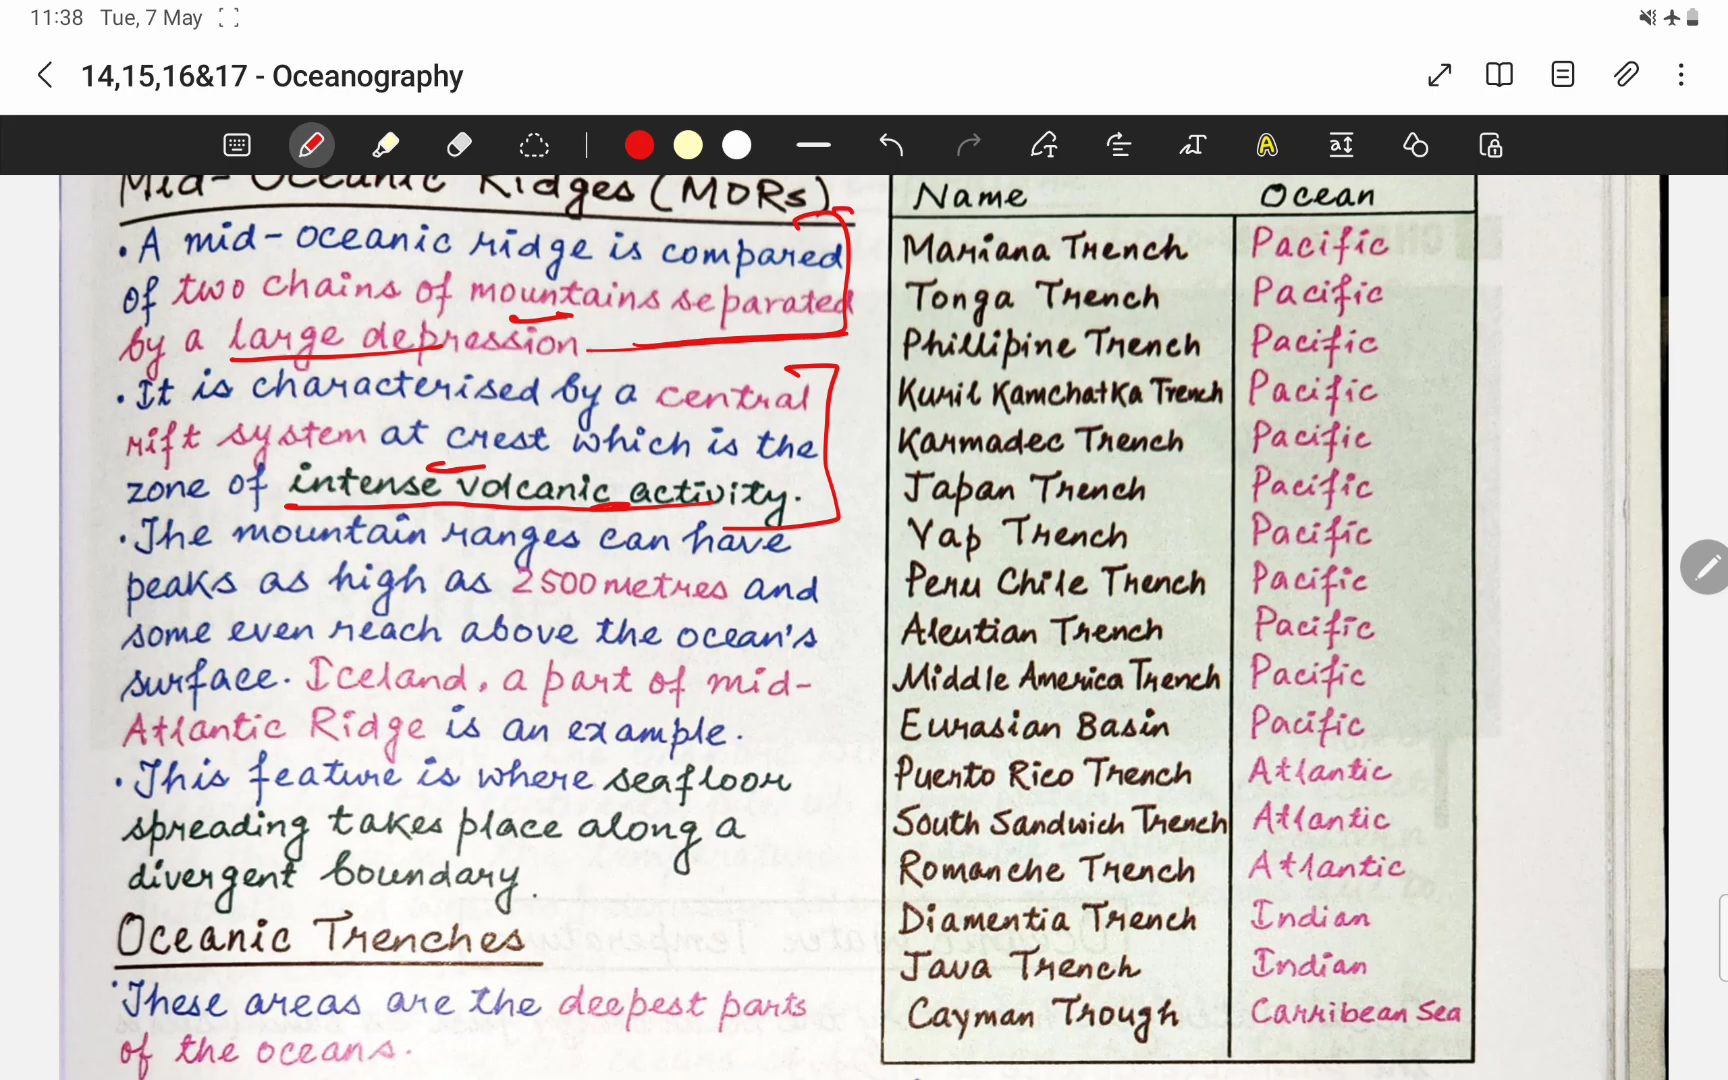 11:38 Tue, 7 May
14,15,16&17 - Oceanography
Mid-Oceanic Ridges (MORs)
• A mid-oceanic ridge is compared
of two chains of mountains separated
by a large depression
• It is characterised by a central
rift system at crest which is the
zone of intense volcanic activity.
• The mountain ranges can have
peaks as high as 2500 metres and
some even reach above the ocean's
surface. Iceland, a part of mid-
Atlantic Ridge is an example.
• This feature is where seafloor
spreading takes place along a
divergent boundary.
Oceanic Trenches
• These areas are the deepest parts
of the oceans.
Name Ocean
Mariana Trench Pacific
Tonga Trench Pacific
Phillipine Trench Pacific
Kuril Kamchatka Trench Pacific
Karmadec Trench Pacific
Japan Trench Pacific
Yap Trench Pacific
Peru Chile Trench Pacific
Aleutian Trench Pacific
Middle America Trench Pacific
Eurasian Basin Pacific
Puerto Rico Trench Atlantic
South Sandwich Trench Atlantic
Romanche Trench Atlantic
Diamentia Trench Indian
Java Trench Indian
Cayman Trough Carribean Sea